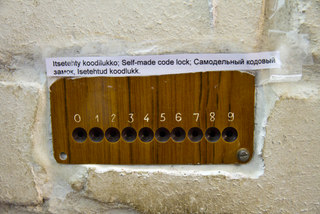 Itsetehty koodilukko; Self-made code lock; Самодельный кодовый
замок, Isetehtud koodlukk.
0 1 2 3 4 5 6 7 8 9